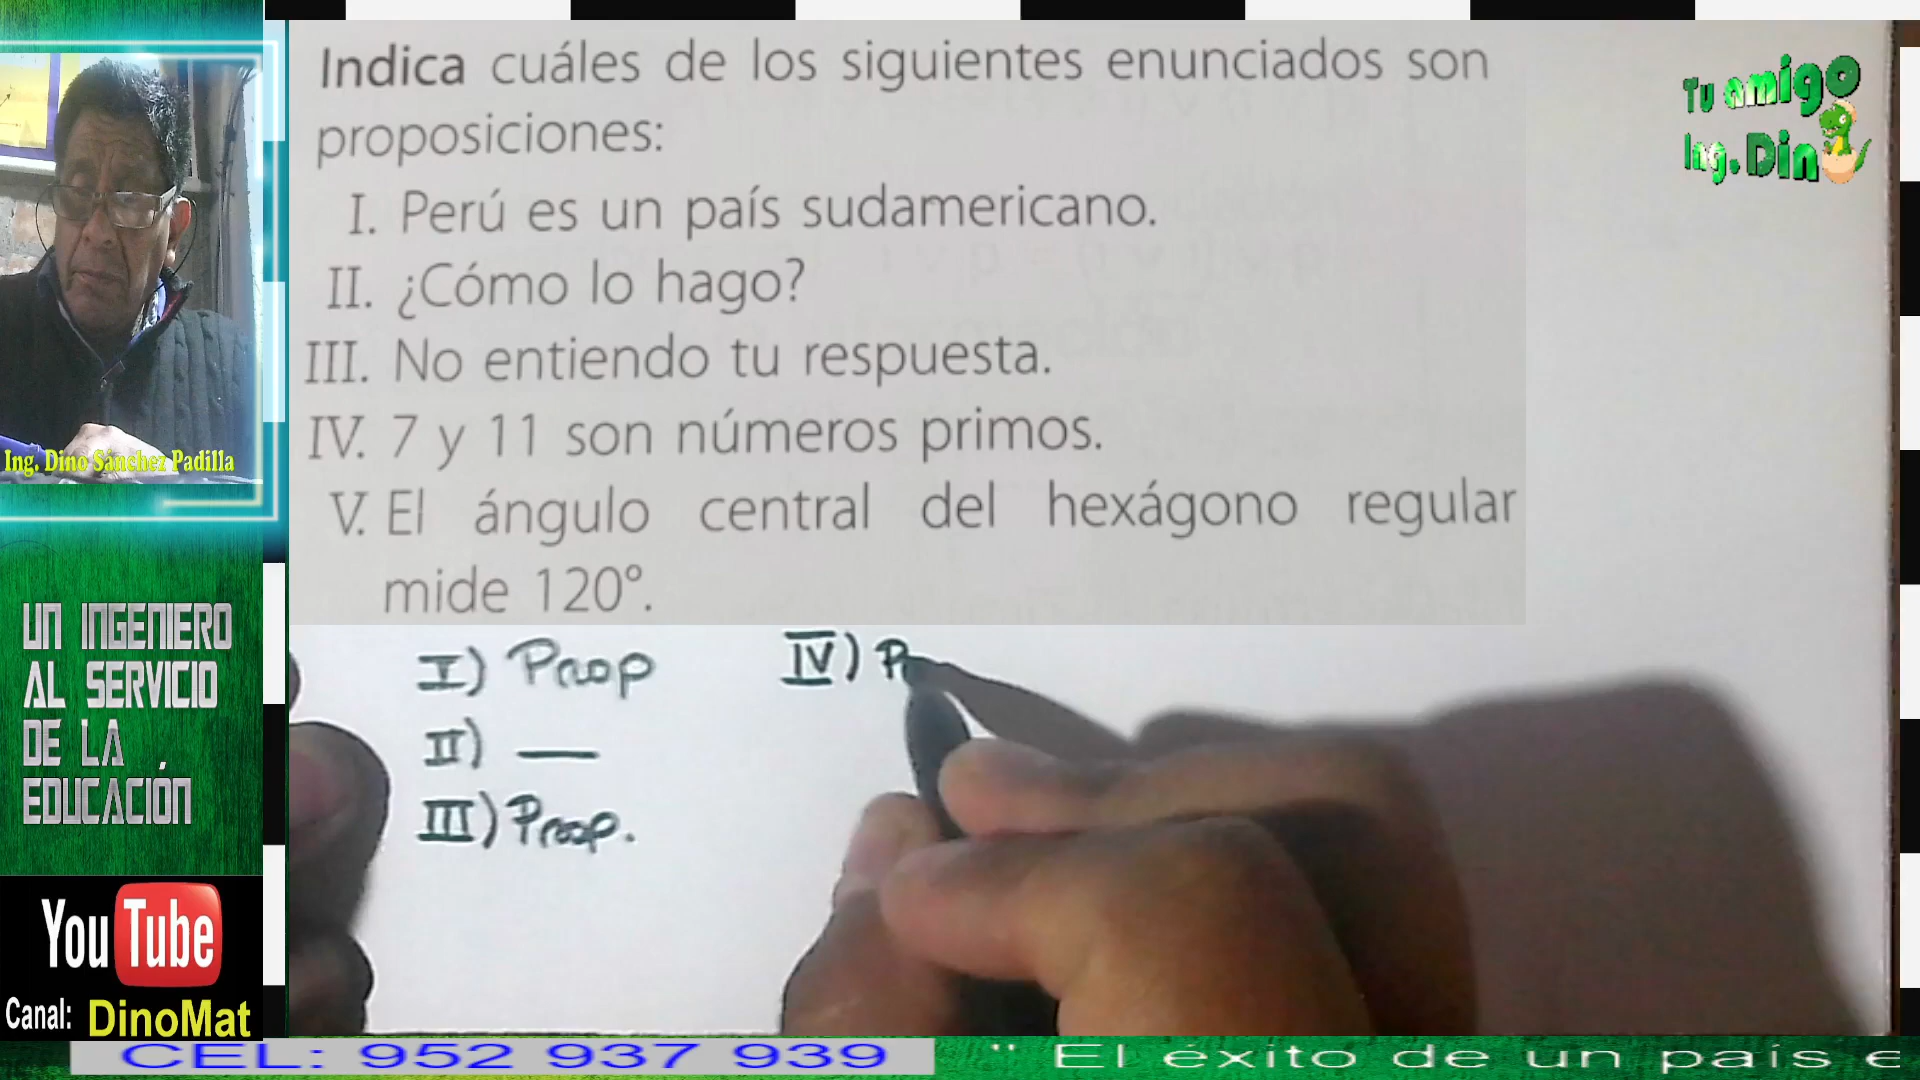 Indica cuáles de los siguientes enunciados son
proposiciones:
I. Perú es un país sudamericano.
II. ¿Cómo lo hago?
III. No entiendo tu respuesta.
IV. 7 y 11 son números primos.
V. El ángulo central del hexágono regular
mide 120°.
I) Prop
II) —
III) Prop.
IV) P
Tu amigo
Ing. Dino
Ing. Dino Sánchez Padilla
UN INGENIERO
AL SERVICIO
DE LA
EDUCACIÓN
YouTube
Canal: DinoMat
CEL: 952 937 939 " El éxito de un país e